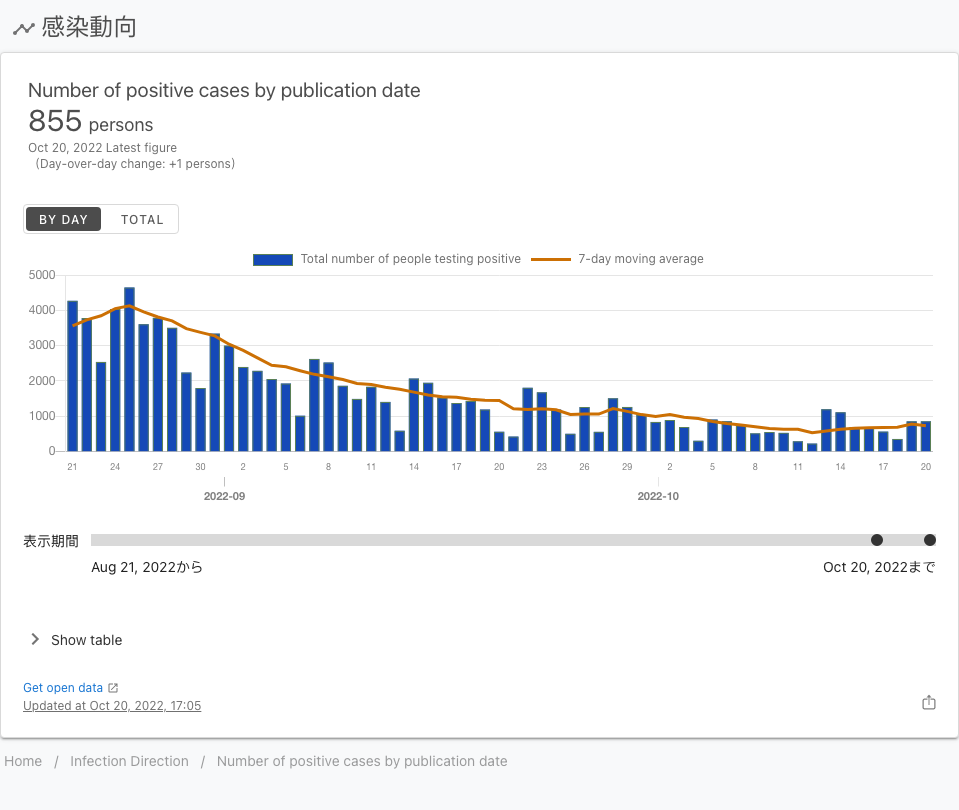 感染動向
Number of positive cases by publication date
855 persons
Oct 20, 2022 Latest figure
(Day-over-day change: +1 persons)
BY DAY TOTAL
Total number of people testing positive 7-day moving average
5000
4000
3000
2000
1000
0
21 24 27 30 2 5 8 11 14 17 20 23 26 29 2 5 8 11 14 17 20
2022-09 2022-10
表示期間
Aug 21, 2022から Oct 20, 2022まで
Show table
Get open data
Updated at Oct 20, 2022, 17:05
Home / Infection Direction / Number of positive cases by publication date